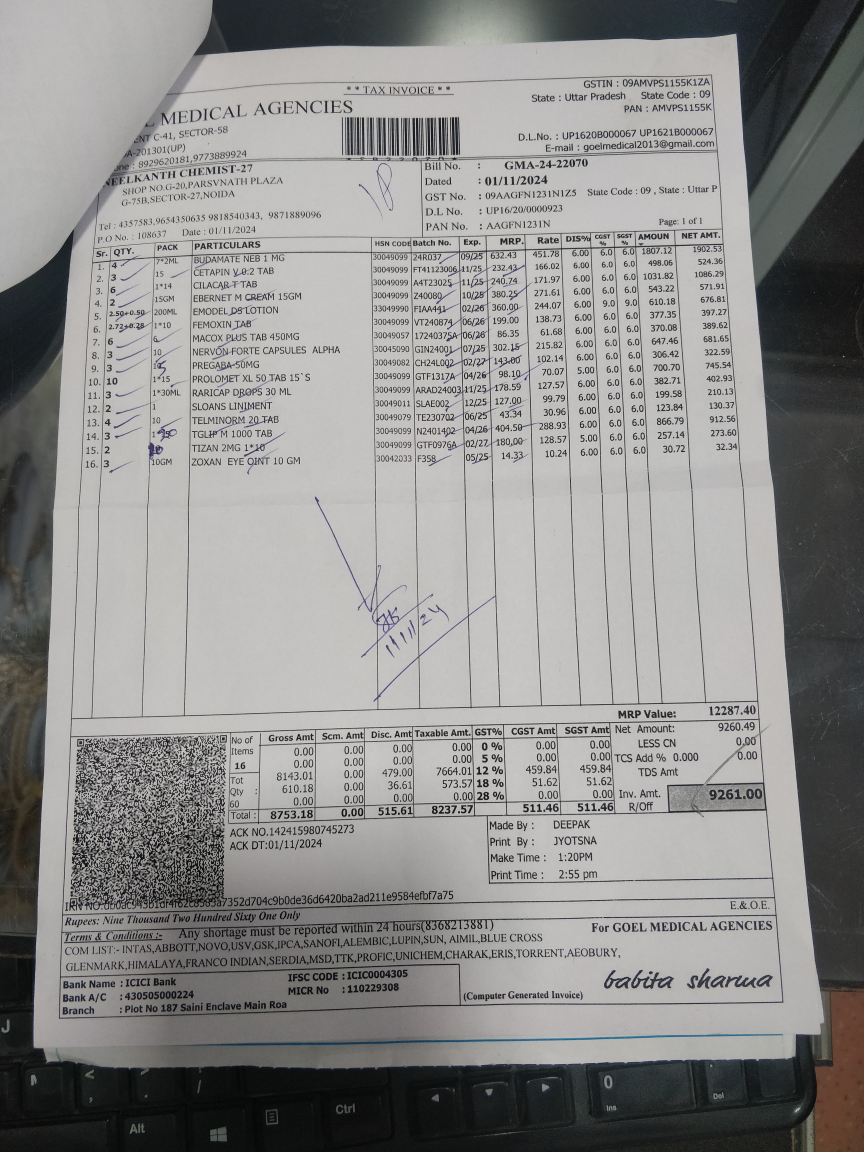 ** TAX INVOICE **
GSTIN : 09AMVPS1155K1ZA
State : Uttar Pradesh State Code : 09
PAN : AMVPS1155K
EL MEDICAL AGENCIES
ENT C-41, SECTOR-58
A-201301(UP)
: 8929620181,9773889924
D.L.No. : UP1620B000067 UP1621B000067
E-mail : goelmedical2013@gmail.com
NEELKANTH CHEMIST-27
SHOP NO.G-20,PARSVNATH PLAZA
G-75B,SECTOR-27,NOIDA
Tel : 4357583,9654350635 9818540343, 9871889096
P.O No. : 108637 Date : 01/11/2024
18
Bill No. : GMA-24-22070
Dated : 01/11/2024
GST No. : 09AAGFN1231N1Z5 State Code : 09 , State : Uttar P
D.L No. : UP16/20/0000923
PAN No. : AAGFN1231N Page: 1 of 1
Sr. QTY. PACK PARTICULARS HSN CODE Batch No. Exp. MRP. Rate DIS% CGST % SGST % AMOUN NET AMT.
1. 4 7*2ML BUDAMATE NEB 1 MG 30049099 24R037 09/25 632.43 451.78 6.00 6.0 6.0 1807.12 1902.53
2. 3 15 CETAPIN V 0.2 TAB 30049099 FT41123006 11/25 232.43 166.02 6.00 6.0 6.0 498.06 524.36
3. 6 1*14 CILACAR T TAB 30049099 A4T23025 11/25 240.74 171.97 6.00 6.0 6.0 1031.82 1086.29
4. 2 15GM EBERNET M CREAM 15GM 30049099 Z40080 10/25 380.25 271.61 6.00 6.0 6.0 543.22 571.91
5. 2.50+0.50 200ML EMODEL DS LOTION 33049990 FIAA441 02/26 360.00 244.07 6.00 9.0 9.0 610.18 676.81
6. 2.72+0.28 1*10 FEMOXIN TAB 30049099 VT240874 06/26 199.00 138.73 6.00 6.0 6.0 377.35 397.27
7. 6 6 MACOX PLUS TAB 450MG 30049057 17240375A 06/26 86.35 61.68 6.00 6.0 6.0 370.08 389.62
8. 3 10 NERVON FORTE CAPSULES ALPHA 30045090 GIN24001 07/25 302.15 215.82 6.00 6.0 6.0 647.46 681.65
9. 3 15 PREGABA-50MG 30049082 CH24L002 02/27 143.00 102.14 6.00 6.0 6.0 306.42 322.59
10. 10 1*15 PROLOMET XL 50 TAB 15`S 30049099 GTF1317A 04/26 98.10 70.07 5.00 6.0 6.0 700.70 745.54
11. 3 1*30ML RARICAP DROPS 30 ML 30049099 ARAD24003 11/25 178.59 127.57 6.00 6.0 6.0 382.71 402.93
12. 2 1 SLOANS LINIMENT 30049011 SLAE002 12/25 127.00 99.79 6.00 6.0 6.0 199.58 210.13
13. 4 10 TELMINORM 20 TAB 30049079 TE230702 06/25 43.34 30.96 6.00 6.0 6.0 123.84 130.37
14. 3 TGLIP M 1000 TAB 30049099 N2401427 04/26 404.50 288.93 6.00 6.0 6.0 866.79 912.56
15. 2 TIZAN 2MG 1*10 30049099 GTF0976A 02/27 180.00 128.57 5.00 6.0 6.0 257.14 273.60
16. 3 10GM ZOXAN EYE OINT 10 GM 30042033 F358 05/25 14.33 10.24 6.00 6.0 6.0 30.72 32.34
1/11/24
MRP Value: 12287.40
No of Items 16
Tot Qty : 60
Gross Amt Scm. Amt Disc. Amt Taxable Amt. GST% CGST Amt SGST Amt
0.00 0.00 0.00 0.00 0 % 0.00 0.00
0.00 0.00 0.00 0.00 5 % 0.00 0.00
8143.01 0.00 479.00 7664.01 12 % 459.84 459.84
610.18 0.00 36.61 573.57 18 % 51.62 51.62
0.00 0.00 0.00 0.00 28 % 0.00 0.00
Total : 8753.18 0.00 515.61 8237.57 511.46 511.46
Net Amount: 9260.49
LESS CN 0.00
TCS Add % 0.000 0.00
TDS Amt
Inv. Amt. 9261.00
R/Off
ACK NO.142415980745273
ACK DT:01/11/2024
Made By : DEEPAK
Print By : JYOTSNA
Make Time : 1:20PM
Print Time : 2:55 pm
E.& O.E.
Rupees: Nine Thousand Two Hundred Sixty One Only
Terms & Conditions :- Any shortage must be reported within 24 hours(8368213881)
For GOEL MEDICAL AGENCIES
COM LIST:- INTAS,ABBOTT,NOVO,USV,GSK,IPCA,SANOFI,ALEMBIC,LUPIN,SUN, AIMIL,BLUE CROSS
GLENMARK,HIMALAYA,FRANCO INDIAN,SERDIA,MSD,TTK,PROFIC,UNICHEM,CHARAK,ERIS,TORRENT,AEOBURY,
Bank Name : ICICI Bank IFSC CODE : ICIC0004305
Bank A/C : 430505000224 MICR No : 110229308
Branch : Plot No 187 Saini Enclave Main Roa
(Computer Generated Invoice)
babita sharma
J
Alt
Ctrl
0
Ins
Del